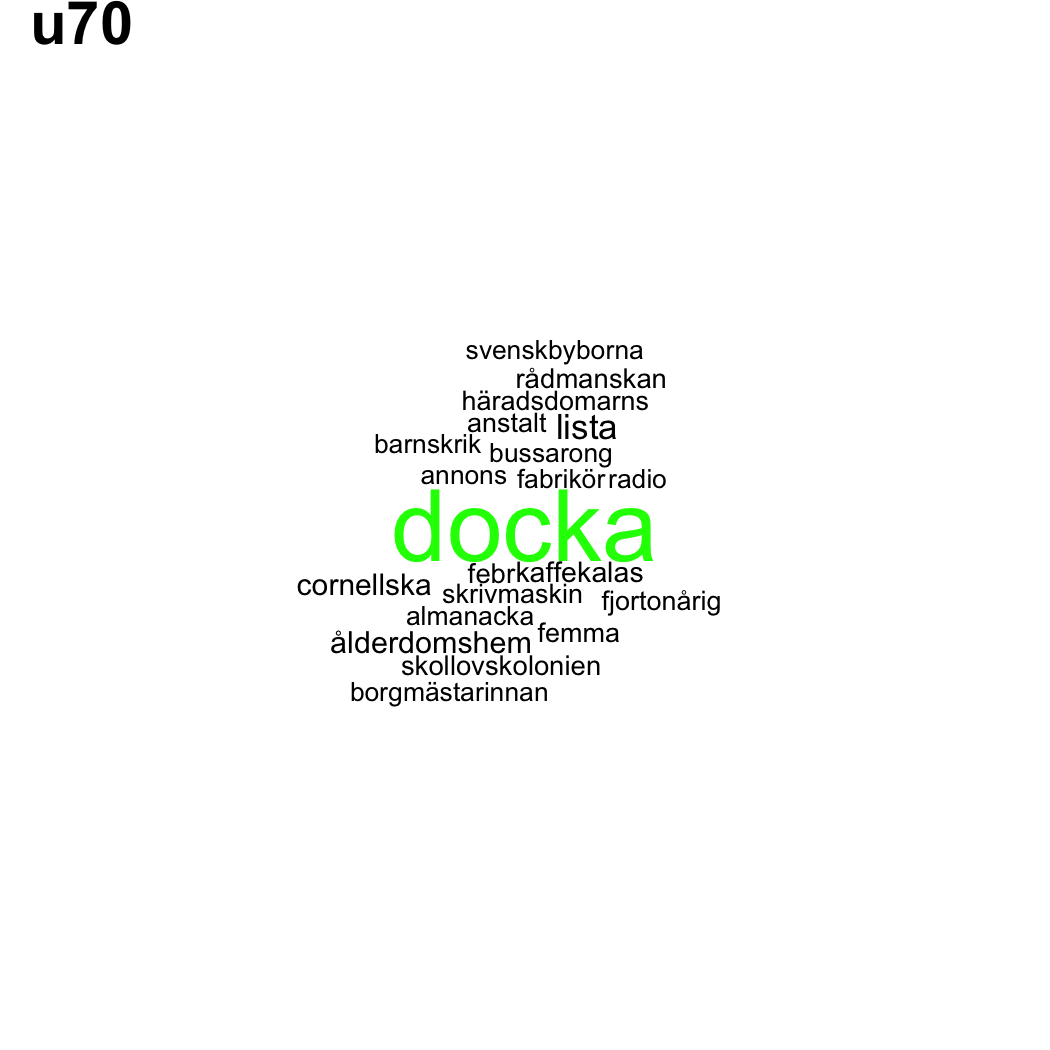 u70
svenskbyborna
rådmanskan
häradsdomarns
anstalt lista
barnskrik bussarong
annons fabrikör radio
docka
febr kaffekalas
cornellska skrivmaskin fjortonårig
almanacka
ålderdomshem femma
skollovskolonien
borgmästarinnan